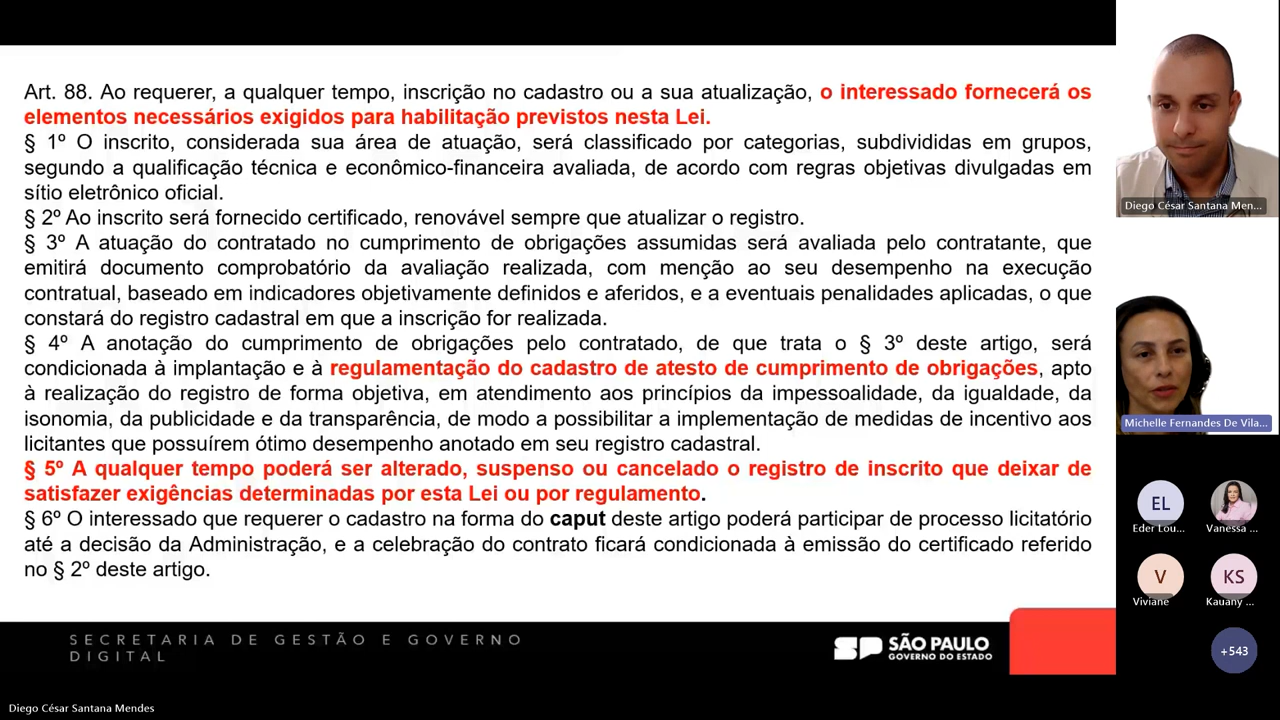 Art. 88. Ao requerer, a qualquer tempo, inscrição no cadastro ou a sua atualização, o interessado fornecerá os
elementos necessários exigidos para habilitação previstos nesta Lei.
§ 1º O inscrito, considerada sua área de atuação, será classificado por categorias, subdivididas em grupos,
segundo a qualificação técnica e econômico-financeira avaliada, de acordo com regras objetivas divulgadas em
sítio eletrônico oficial.
§ 2º Ao inscrito será fornecido certificado, renovável sempre que atualizar o registro.
§ 3º A atuação do contratado no cumprimento de obrigações assumidas será avaliada pelo contratante, que
emitirá documento comprobatório da avaliação realizada, com menção ao seu desempenho na execução
contratual, baseado em indicadores objetivamente definidos e aferidos, e a eventuais penalidades aplicadas, o que
constará do registro cadastral em que a inscrição for realizada.
§ 4º A anotação do cumprimento de obrigações pelo contratado, de que trata o § 3º deste artigo, será
condicionada à implantação e à regulamentação do cadastro de atesto de cumprimento de obrigações, apto
à realização do registro de forma objetiva, em atendimento aos princípios da impessoalidade, da igualdade, da
isonomia, da publicidade e da transparência, de modo a possibilitar a implementação de medidas de incentivo aos
licitantes que possuírem ótimo desempenho anotado em seu registro cadastral.
§ 5º A qualquer tempo poderá ser alterado, suspenso ou cancelado o registro de inscrito que deixar de
satisfazer exigências determinadas por esta Lei ou por regulamento.
§ 6º O interessado que requerer o cadastro na forma do caput deste artigo poderá participar de processo licitatório
até a decisão da Administração, e a celebração do contrato ficará condicionada à emissão do certificado referido
no § 2º deste artigo.
SECRETARIA DE GESTÃO E GOVERNO
DIGITAL
SP SÃO PAULO
GOVERNO DO ESTADO
Diego César Santana Men...
Michelle Fernandes De Vila...
EL
Eder Lou...
Vanessa ...
V
Viviane
KS
Kauany ...
+543
Diego César Santana Mendes